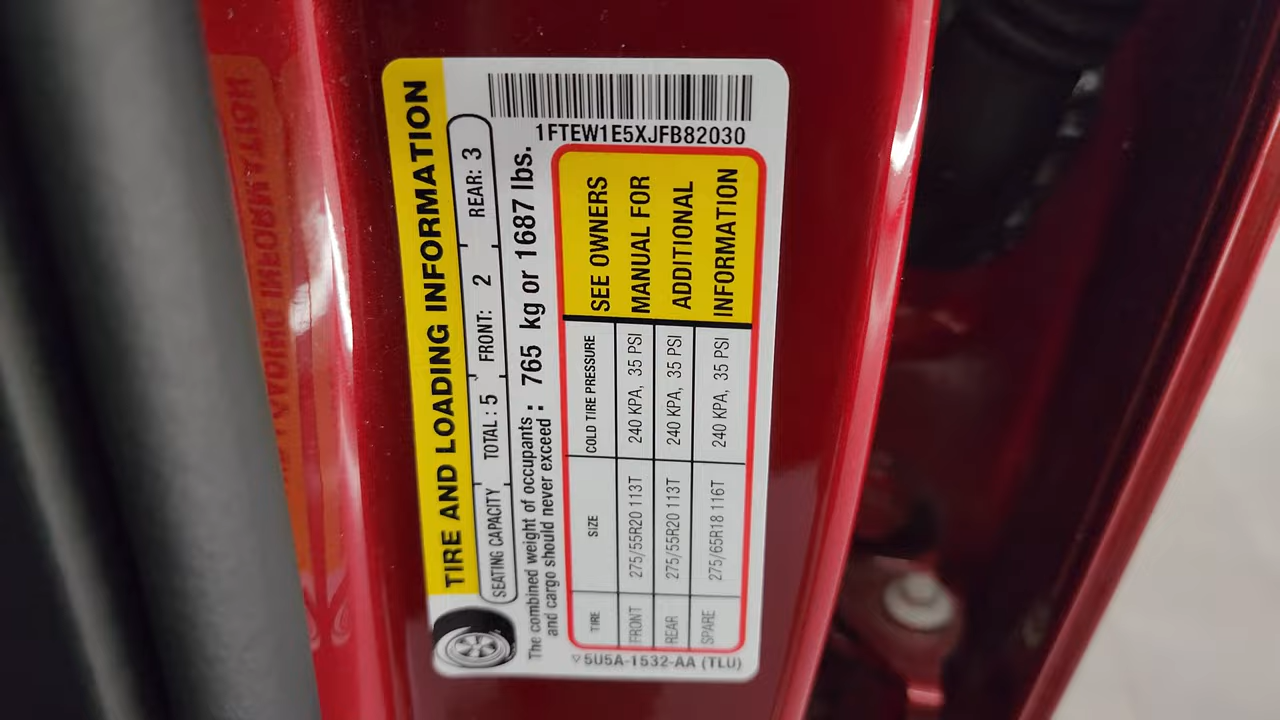 TIRE AND LOADING INFORMATION
SEATING CAPACITY TOTAL : 5 FRONT: 2 REAR: 3
The combined weight of occupants
and cargo should never exceed : 765 kg or 1687 lbs.
1FTEW1E5XJFB82030
TIRE SIZE COLD TIRE PRESSURE
FRONT 275/55R20 113T 240 KPA, 35 PSI
REAR 275/55R20 113T 240 KPA, 35 PSI
SPARE 275/65R18 116T 240 KPA, 35 PSI
SEE OWNERS
MANUAL FOR
ADDITIONAL
INFORMATION
5U5A-1532-AA (TLU)